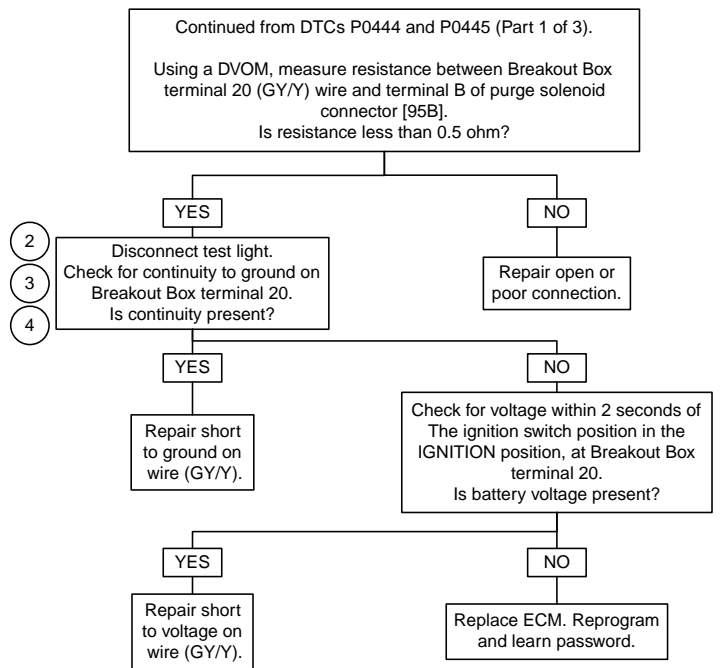 Continued from DTCs P0444 and P0445 (Part 1 of 3).
Using a DVOM, measure resistance between Breakout Box
terminal 20 (GY/Y) wire and terminal B of purge solenoid
connector [95B].
Is resistance less than 0.5 ohm?
YES
NO
2
3
4
Disconnect test light.
Check for continuity to ground on
Breakout Box terminal 20.
Is continuity present?
Repair open or
poor connection.
YES
NO
Repair short
to ground on
wire (GY/Y).
Check for voltage within 2 seconds of
The ignition switch position in the
IGNITION position, at Breakout Box
terminal 20.
Is battery voltage present?
YES
NO
Repair short
to voltage on
wire (GY/Y).
Replace ECM. Reprogram
and learn password.